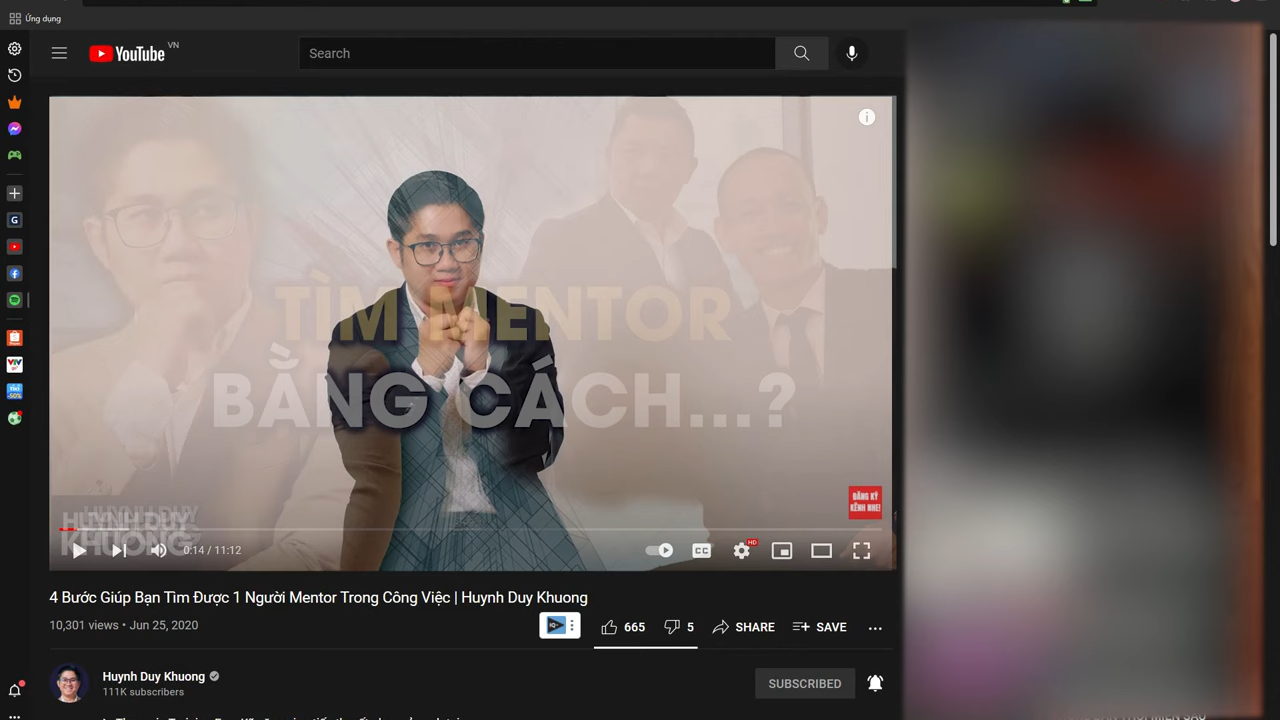 Ứng dụng
YouTube
VN
Search
TÌM MENTOR
BẰNG CÁCH...?
ĐĂNG KÝ
KÊNH NHÉ!
HUYNH DUY
KHUONG
HD
0:14 / 11:12
4 Bước Giúp Bạn Tìm Được 1 Người Mentor Trong Công Việc | Huynh Duy Khuong
10,301 views • Jun 25, 2020
665
5
SHARE
SAVE
Huynh Duy Khuong
111K subscribers
SUBSCRIBED